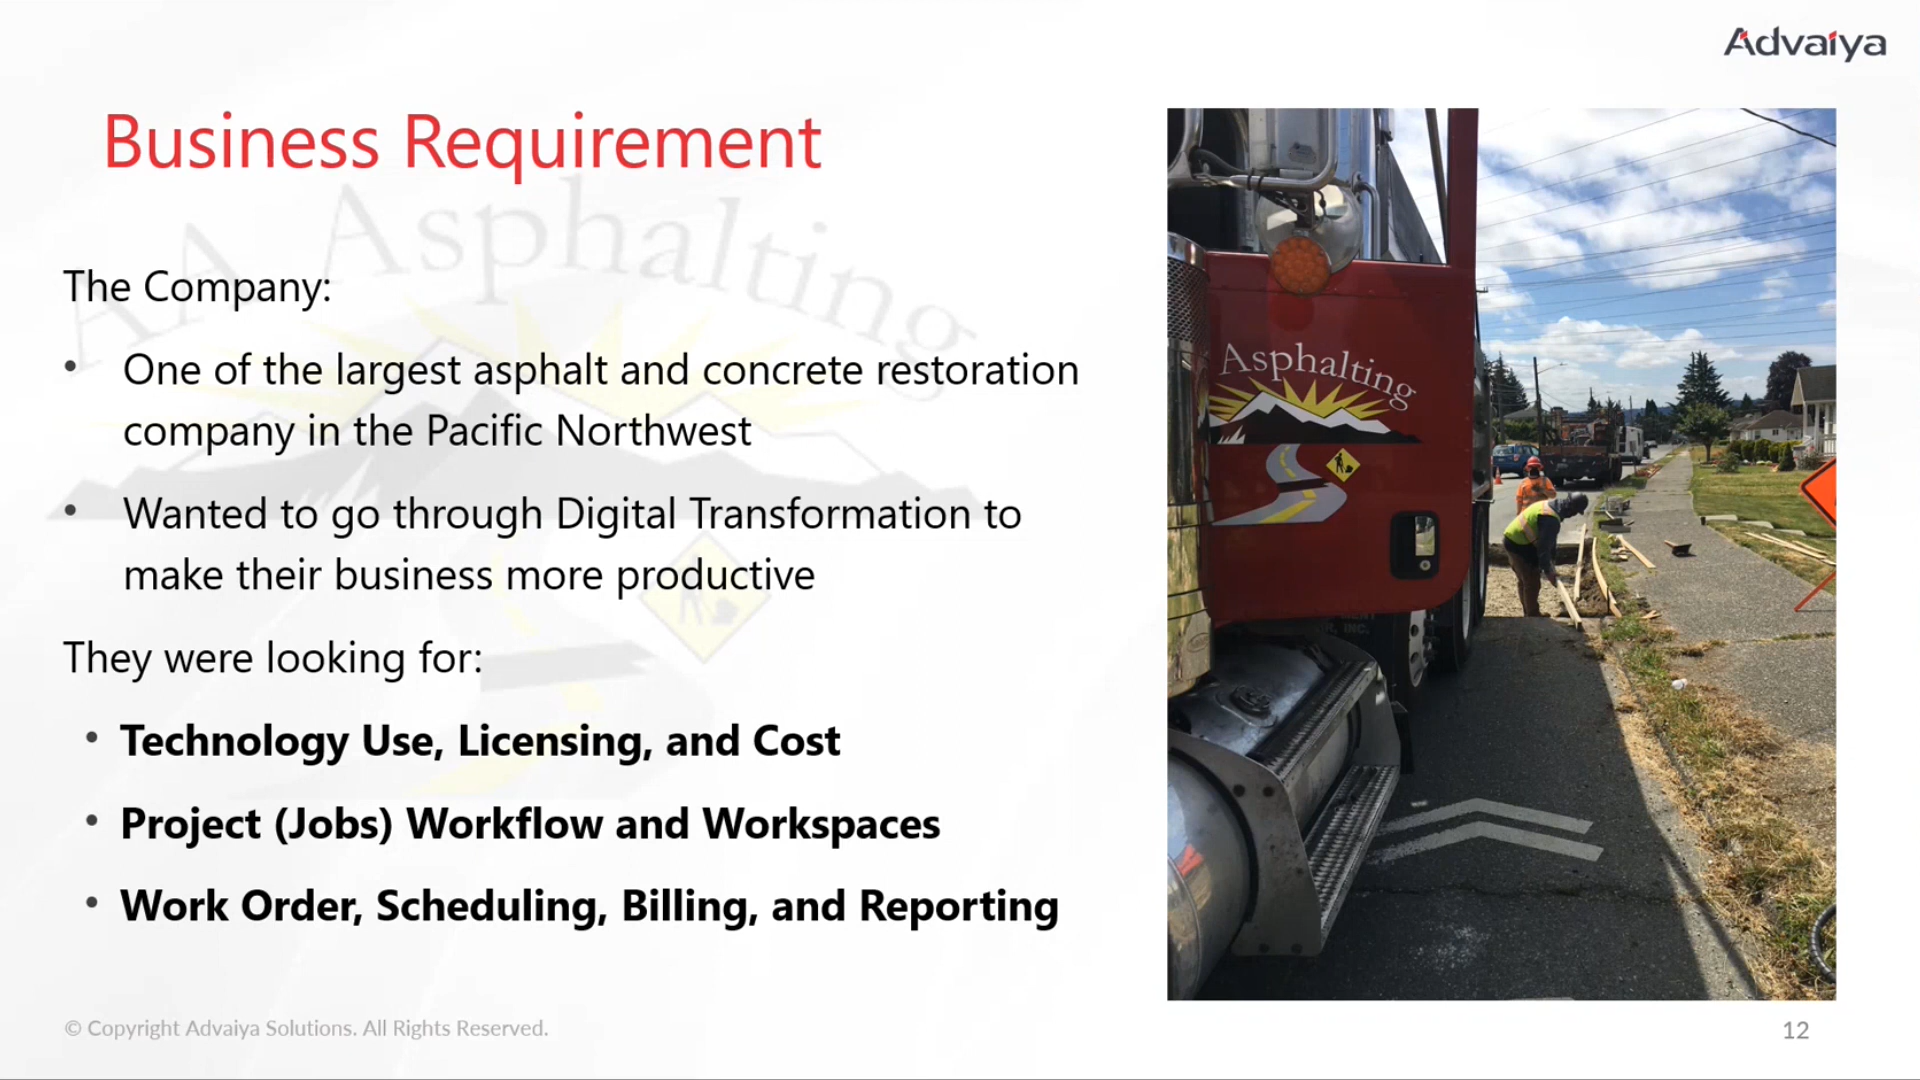 Advaiya
Business Requirement
AA Asphalting
The Company:
• One of the largest asphalt and concrete restoration
company in the Pacific Northwest
• Wanted to go through Digital Transformation to
make their business more productive
They were looking for:
• Technology Use, Licensing, and Cost
• Project (Jobs) Workflow and Workspaces
• Work Order, Scheduling, Billing, and Reporting
Asphalting
© Copyright Advaiya Solutions. All Rights Reserved.
12